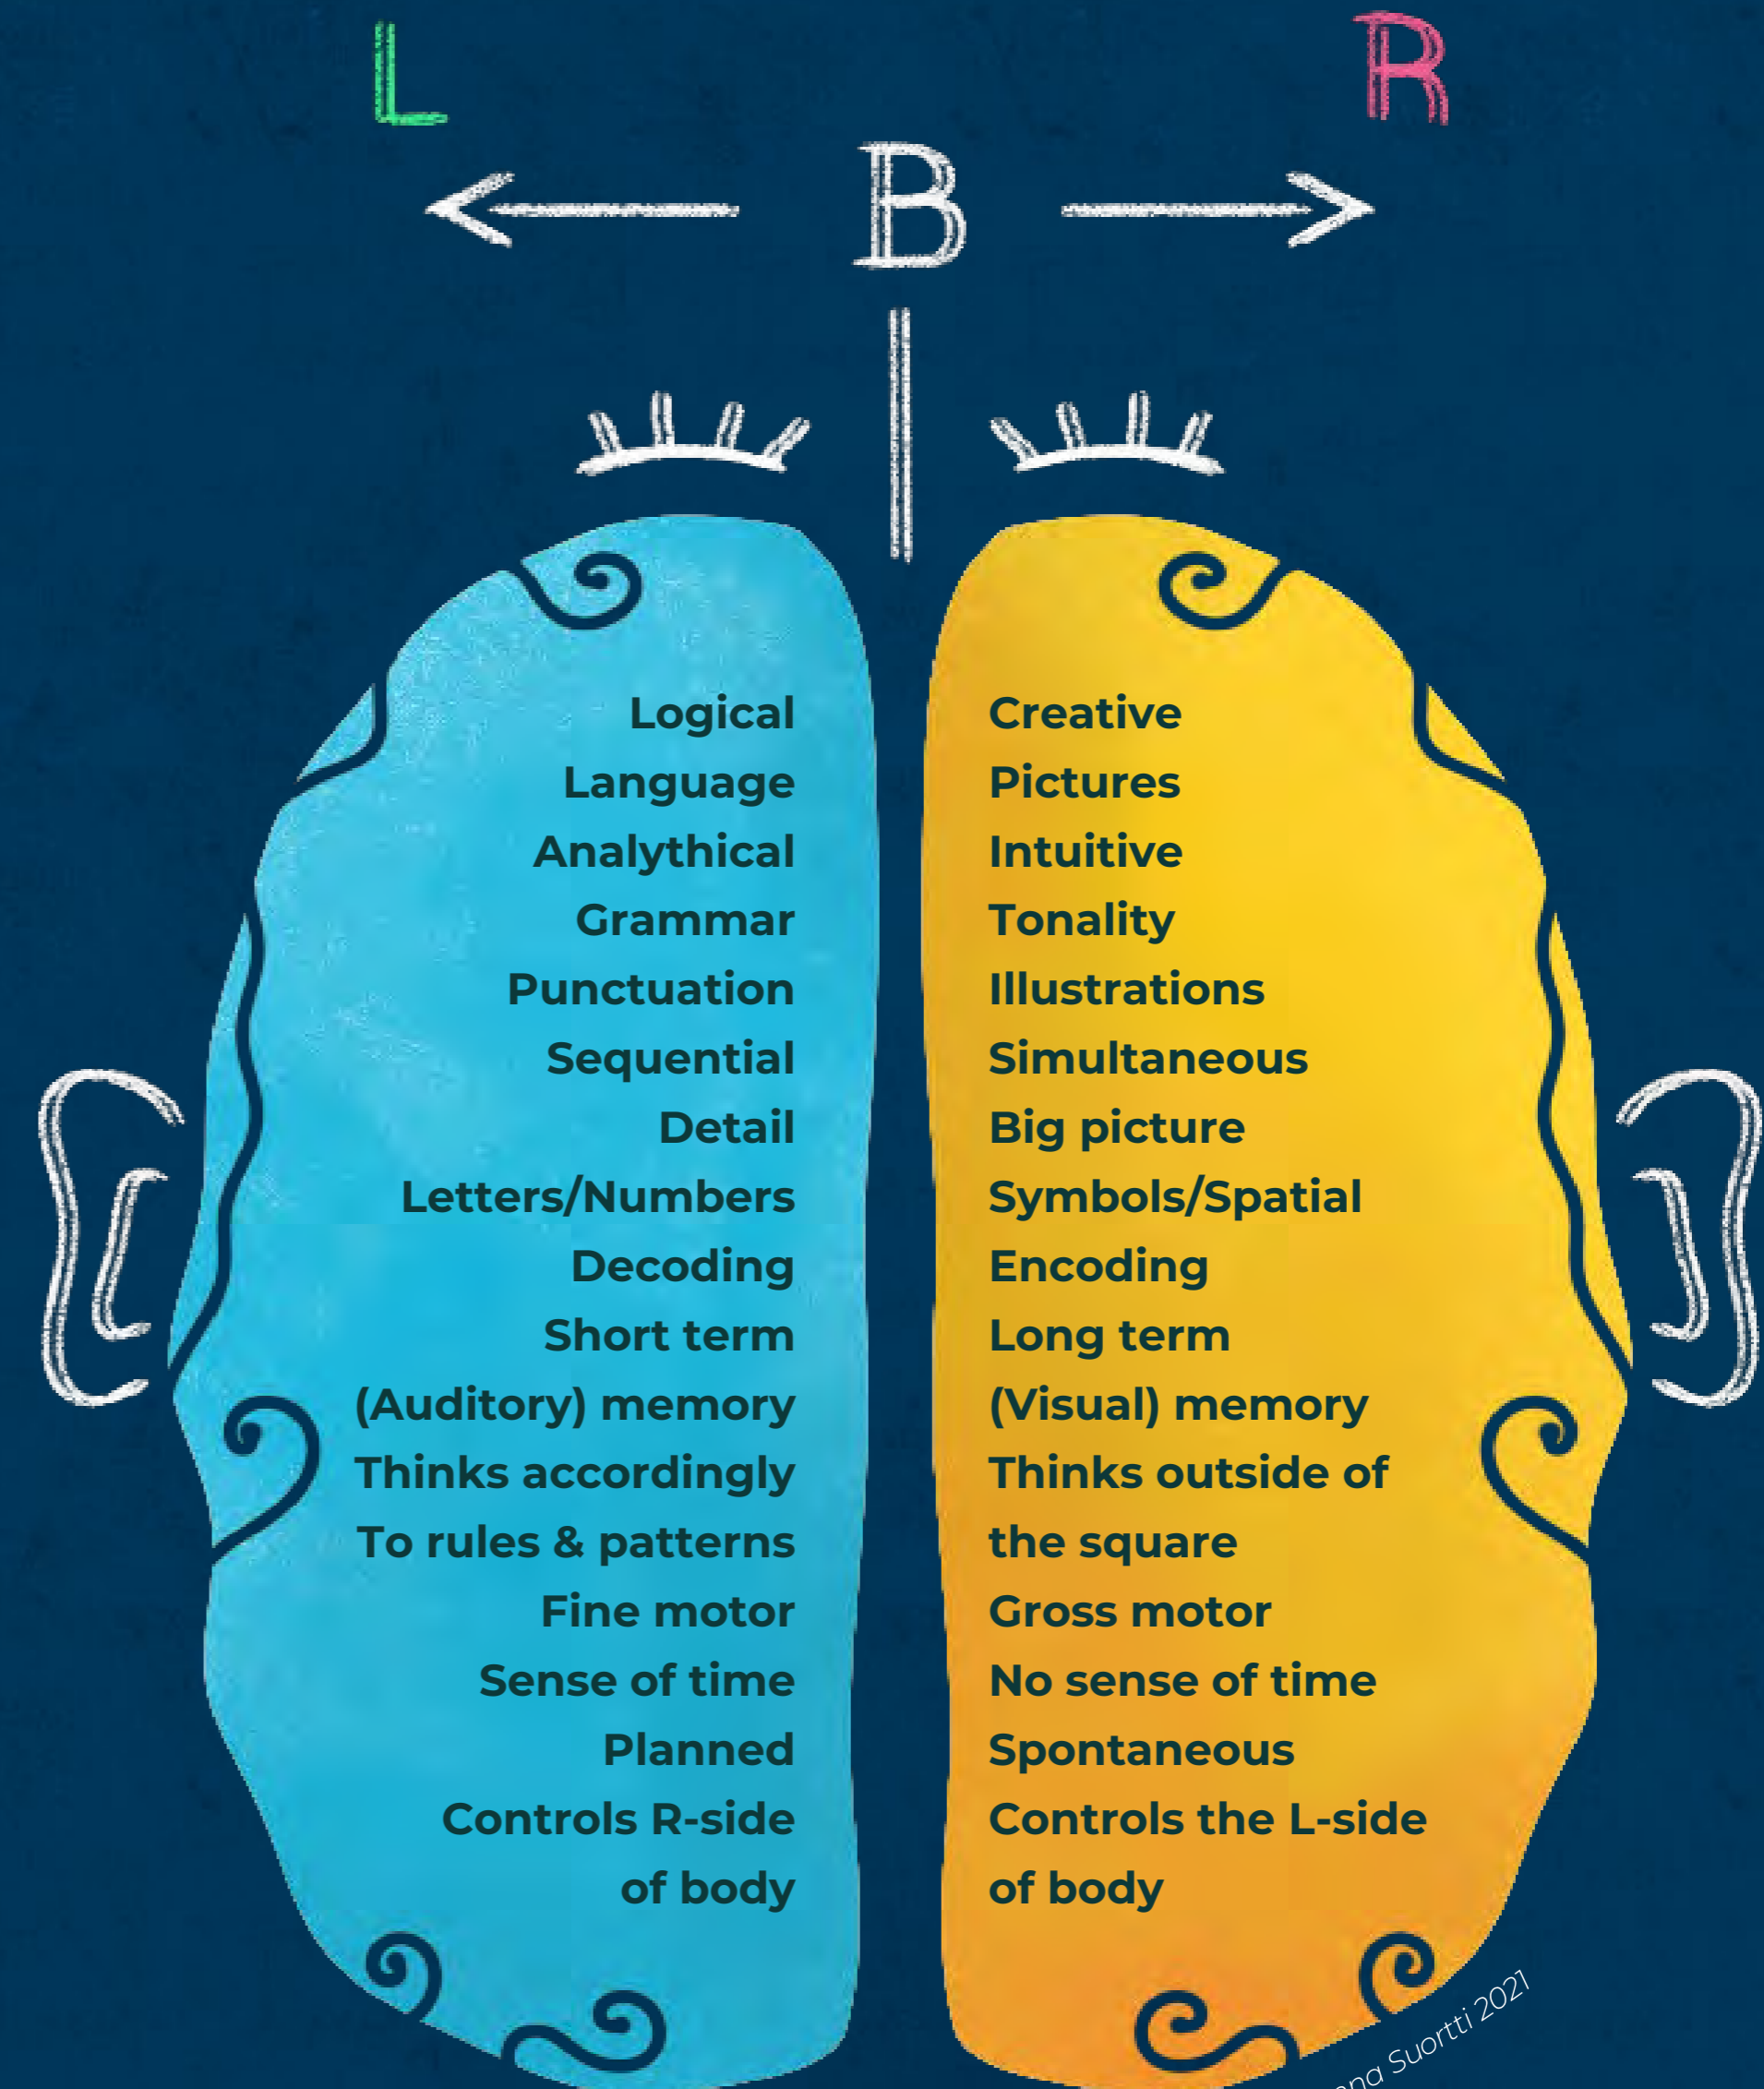 L
R
B
Logical
Language
Analythical
Grammar
Punctuation
Sequential
Detail
Letters/Numbers
Decoding
Short term
(Auditory) memory
Thinks accordingly
To rules & patterns
Fine motor
Sense of time
Planned
Controls R-side
of body
Creative
Pictures
Intuitive
Tonality
Illustrations
Simultaneous
Big picture
Symbols/Spatial
Encoding
Long term
(Visual) memory
Thinks outside of
the square
Gross motor
No sense of time
Spontaneous
Controls the L-side
of body
Suortti 2021